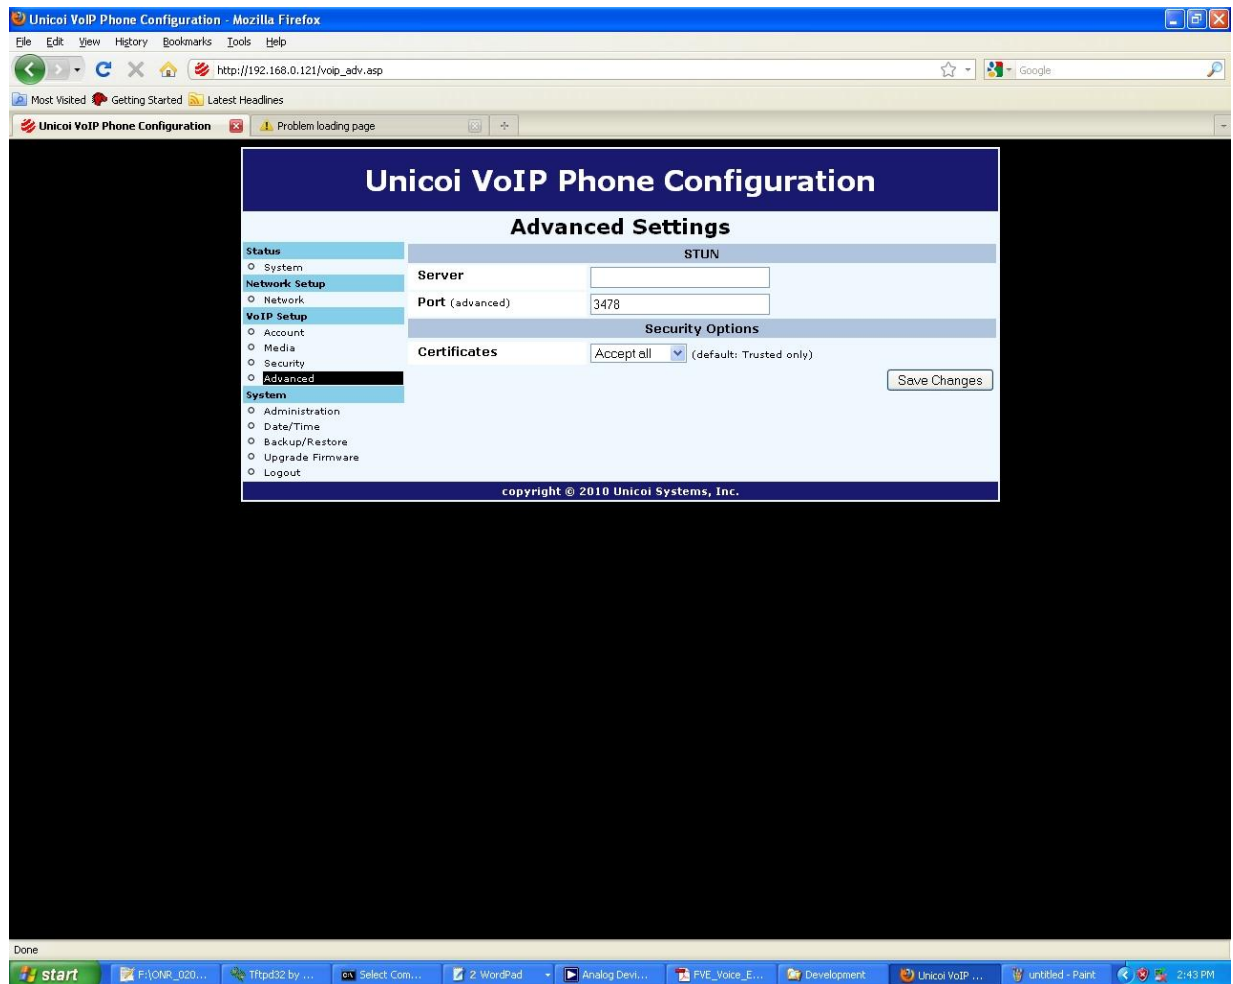 Unicoi VoIP Phone Configuration - Mozilla Firefox
File Edit View History Bookmarks Tools Help
http://192.168.0.121/voip_adv.asp
Google
Most Visited Getting Started Latest Headlines
Unicoi VoIP Phone Configuration Problem loading page
Unicoi VoIP Phone Configuration
Advanced Settings
Status
System
Network Setup
Network
VoIP Setup
Account
Media
Security
Advanced
System
Administration
Date/Time
Backup/Restore
Upgrade Firmware
Logout
STUN
Server
Port (advanced) 3478
Security Options
Certificates Accept all (default: Trusted only)
Save Changes
copyright © 2010 Unicoi Systems, Inc.
Done
start F:\ONR_020... Tftpd32 by ... Select Com... 2 WordPad Analog Devi... FVE_Voice_E... Development Unicoi VoIP ... untitled - Paint 2:43 PM